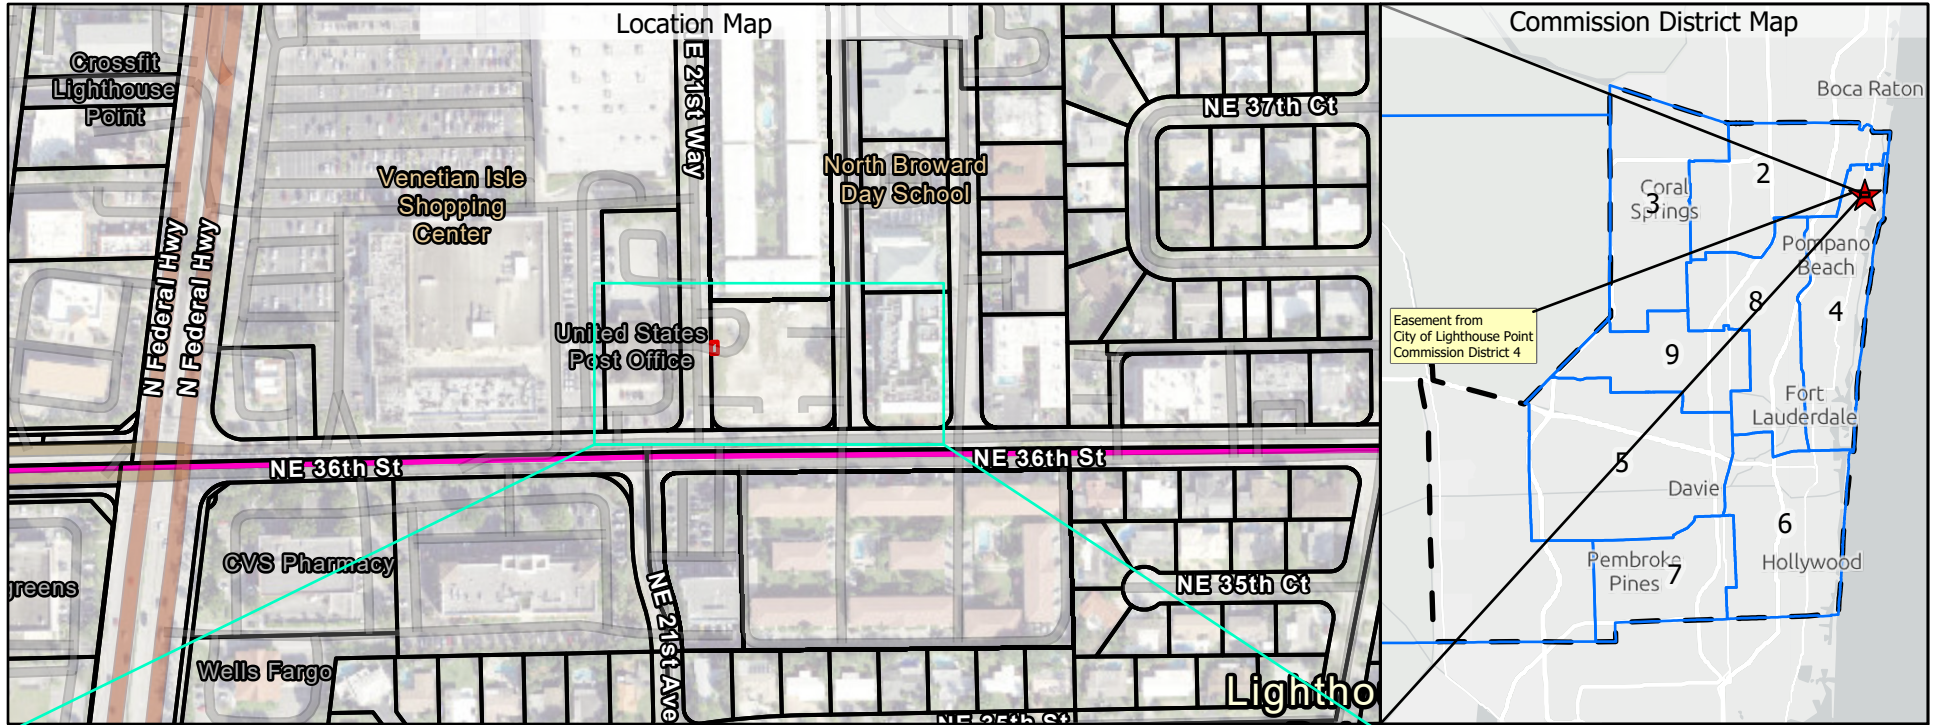 Location Map
Crossfit
Lighthouse
Point
E 21st Way
NE 37th Ct
Venetian Isle
Shopping
Center
North Broward
Day School
N Federal Hwy
N Federal Hwy
United States
Post Office
NE 36th St
NE 36th St
CVS Pharmacy
greens
NE 21st Ave
NE 35th Ct
Wells Fargo
Lightho
NE 35th St
Commission District Map
Boca Raton
2
Coral
Springs
3
Pompano
Beach
8
4
Easement from
City of Lighthouse Point
Commission District 4
9
Fort
Lauderdale
5
Davie
6
Pembroke
Pines
7
Hollywood